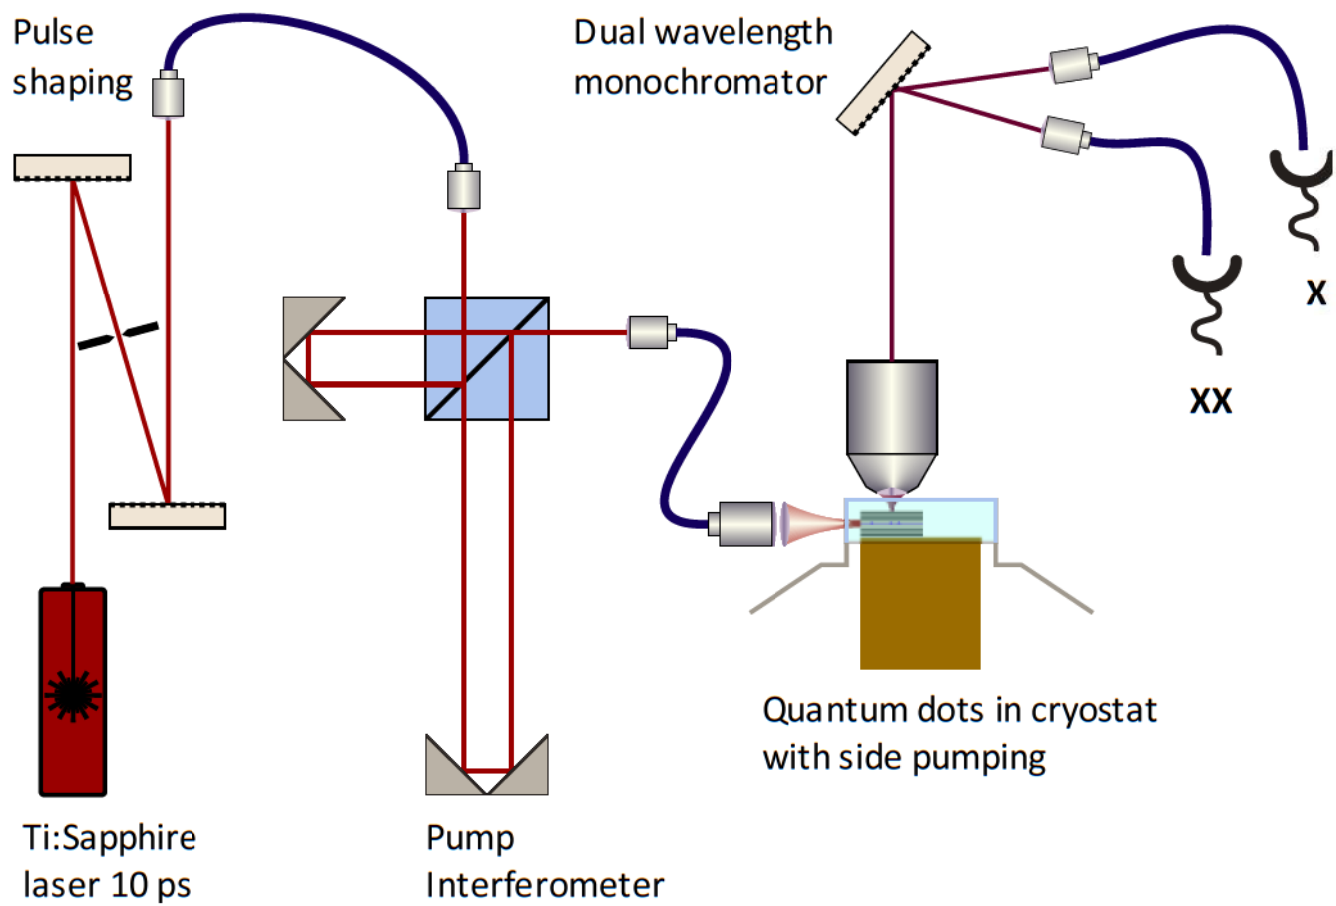 Pulse
shaping
Dual wavelength
monochromator
X
XX
Quantum dots in cryostat
with side pumping
Ti:Sapphire
laser 10 ps
Pump
Interferometer